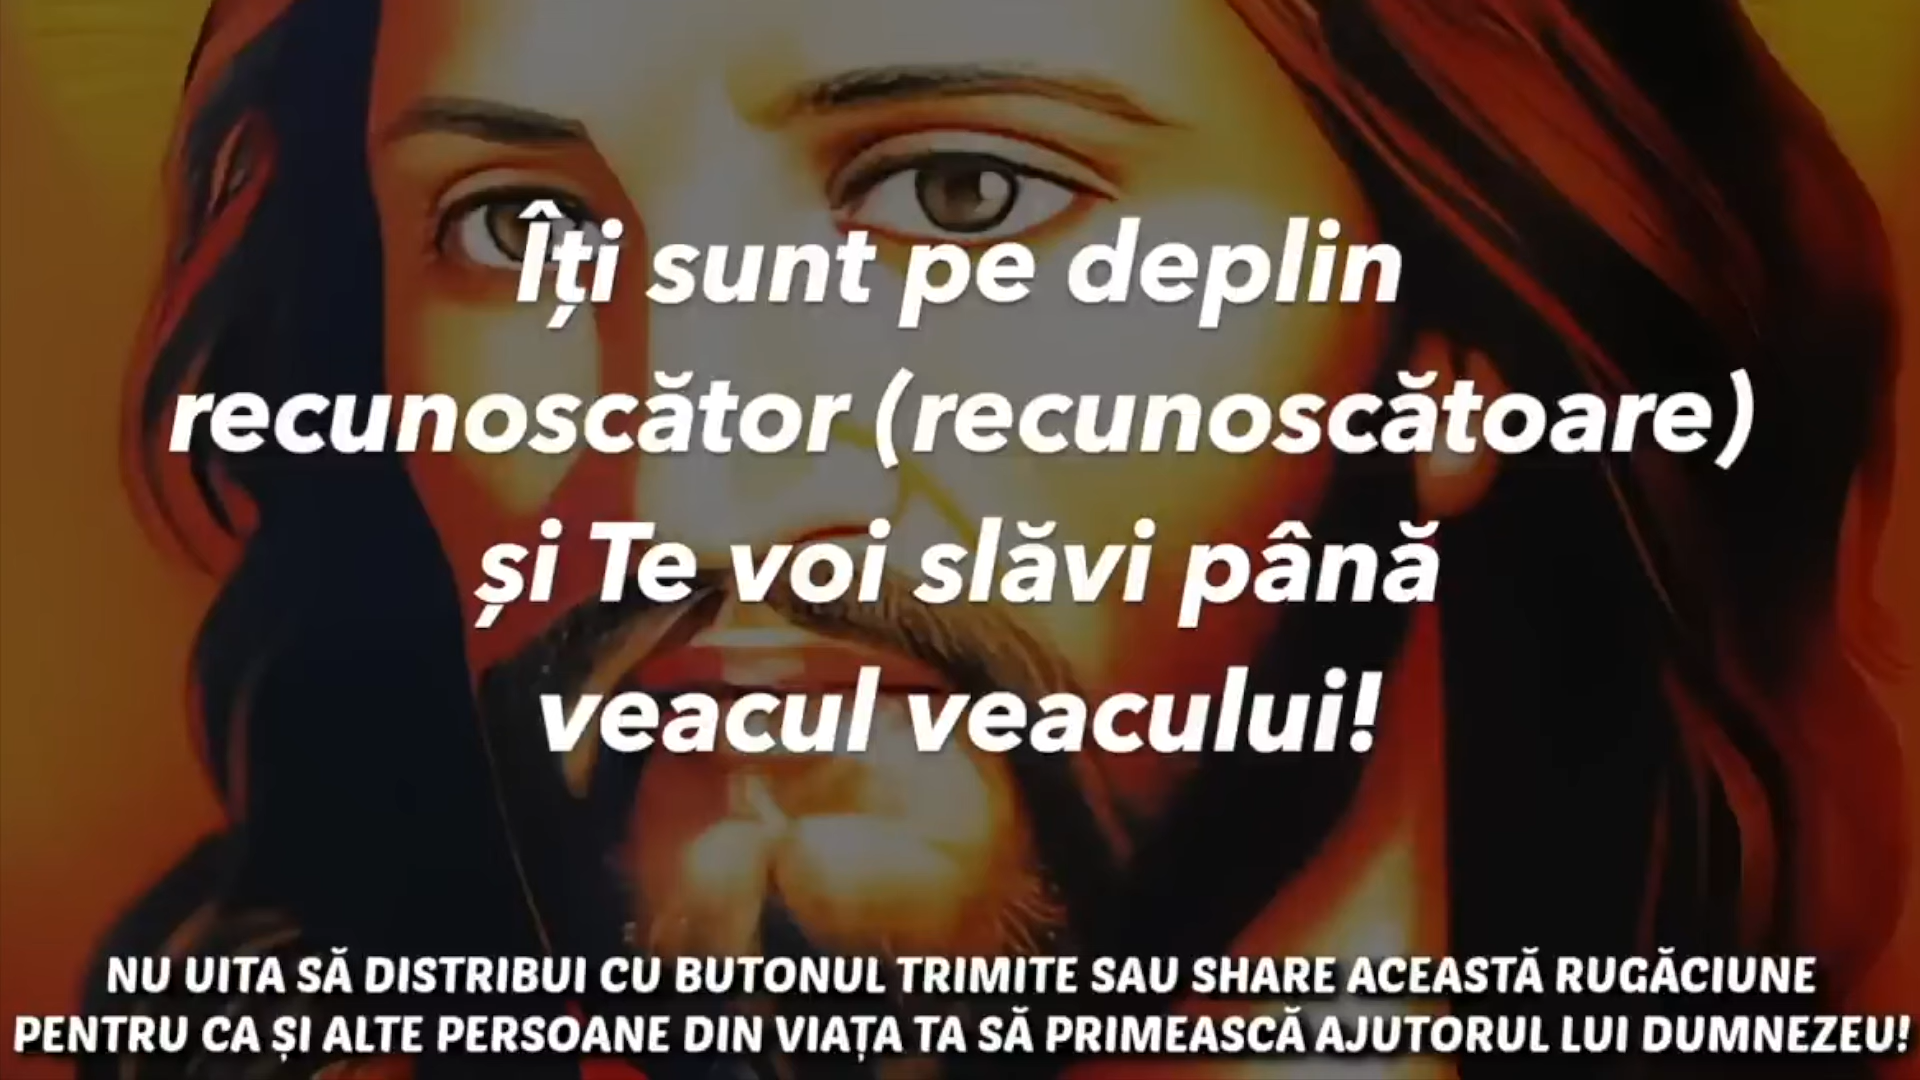 Îți sunt pe deplin
recunoscător (recunoscătoare)
și Te voi slăvi până
veacul veacului!
NU UITA SĂ DISTRIBUI CU BUTONUL TRIMITE SAU SHARE ACEASTĂ RUGĂCIUNE
PENTRU CA ȘI ALTE PERSOANE DIN VIAȚA TA SĂ PRIMEASCĂ AJUTORUL LUI DUMNEZEU!